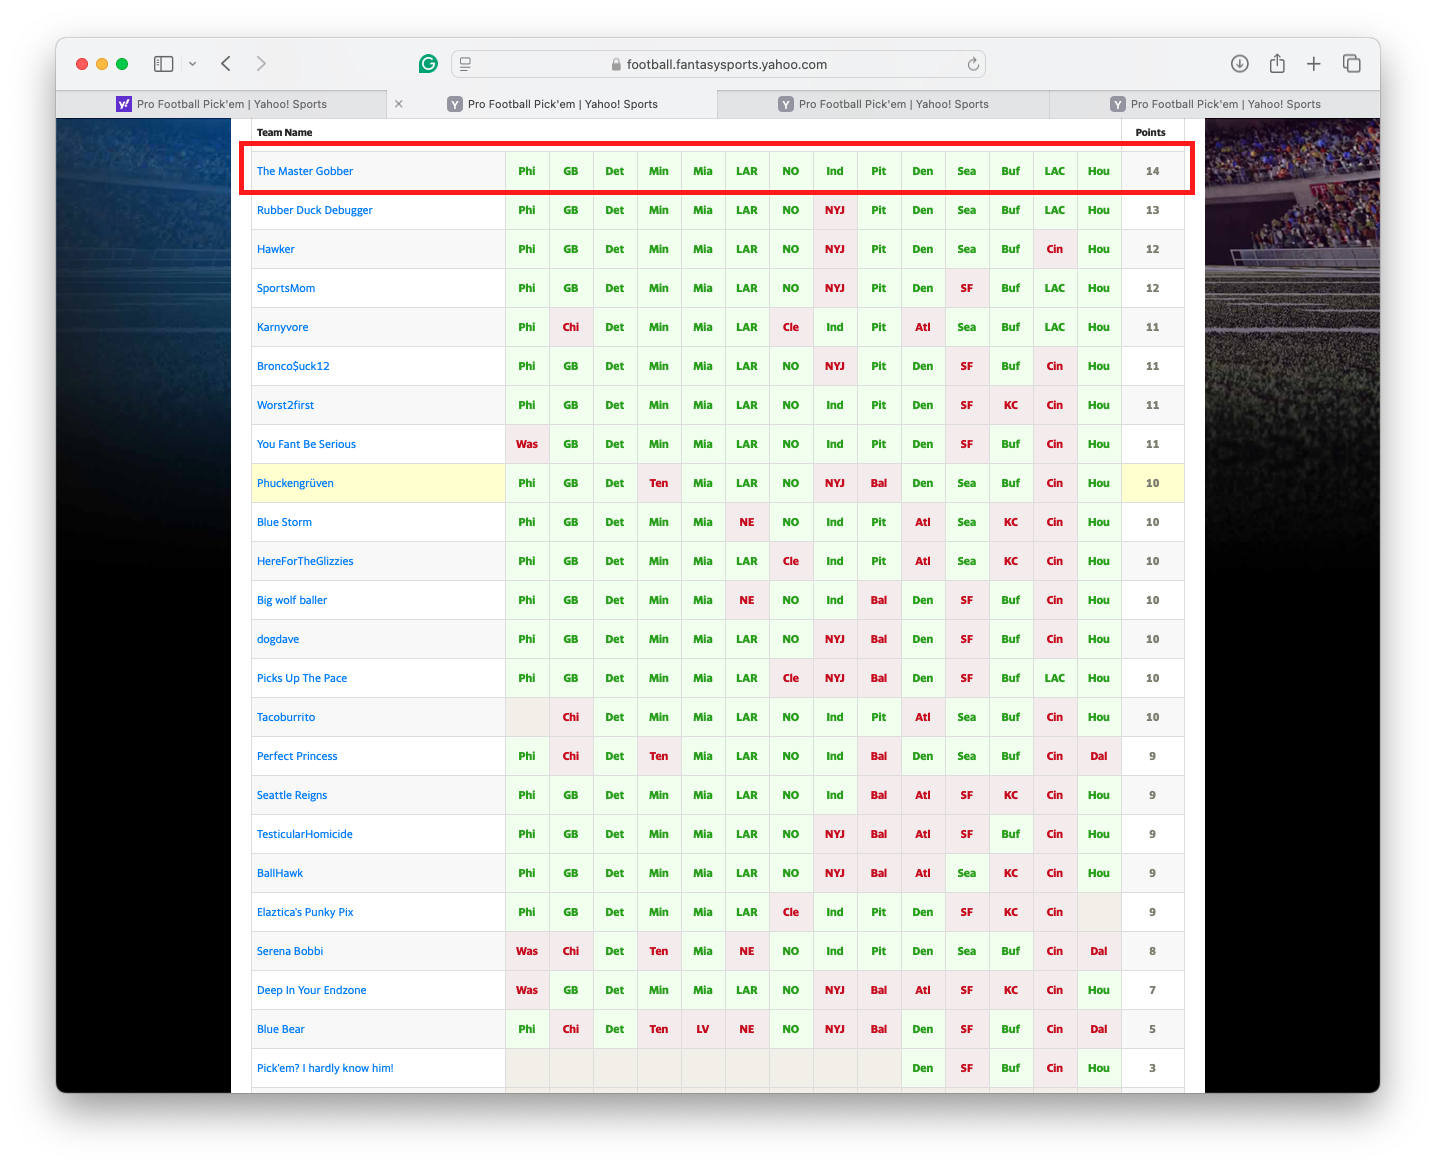 football.fantasysports.yahoo.com
Pro Football Pick'em | Yahoo! Sports Pro Football Pick'em | Yahoo! Sports Pro Football Pick'em | Yahoo! Sports Pro Football Pick'em | Yahoo! Sports
Team Name Points
The Master Gobber Phi GB Det Min Mia LAR NO Ind Pit Den Sea Buf LAC Hou 14
Rubber Duck Debugger Phi GB Det Min Mia LAR NO NYJ Pit Den Sea Buf LAC Hou 13
Hawker Phi GB Det Min Mia LAR NO NYJ Pit Den Sea Buf Cin Hou 12
SportsMom Phi GB Det Min Mia LAR NO NYJ Pit Den SF Buf LAC Hou 12
Karnyvore Phi Chi Det Min Mia LAR Cle Ind Pit Atl Sea Buf LAC Hou 11
Bronco$uck12 Phi GB Det Min Mia LAR NO NYJ Pit Den SF Buf Cin Hou 11
Worst2first Phi GB Det Min Mia LAR NO Ind Pit Den SF KC Cin Hou 11
You Fant Be Serious Was GB Det Min Mia LAR NO Ind Pit Den SF Buf Cin Hou 11
Phuckengrüven Phi GB Det Ten Mia LAR NO NYJ Bal Den Sea Buf Cin Hou 10
Blue Storm Phi GB Det Min Mia NE NO Ind Pit Atl Sea KC Cin Hou 10
HereForTheGlizzies Phi GB Det Min Mia LAR Cle Ind Pit Atl Sea KC Cin Hou 10
Big wolf baller Phi GB Det Min Mia NE NO Ind Bal Den SF Buf Cin Hou 10
dogdave Phi GB Det Min Mia LAR NO NYJ Bal Den SF Buf Cin Hou 10
Picks Up The Pace Phi GB Det Min Mia LAR Cle NYJ Bal Den SF Buf LAC Hou 10
Tacoburrito Chi Det Min Mia LAR NO Ind Pit Atl Sea Buf Cin Hou 10
Perfect Princess Phi Chi Det Ten Mia LAR NO Ind Bal Den Sea Buf Cin Dal 9
Seattle Reigns Phi GB Det Min Mia LAR NO Ind Bal Atl SF KC Cin Hou 9
TesticularHomicide Phi GB Det Min Mia LAR NO NYJ Bal Atl SF Buf Cin Hou 9
BallHawk Phi GB Det Min Mia LAR NO NYJ Bal Atl Sea KC Cin Hou 9
Elaztica's Punky Pix Phi GB Det Min Mia LAR Cle Ind Pit Den SF KC Cin 9
Serena Bobbi Was Chi Det Ten Mia NE NO Ind Pit Den Sea Buf Cin Dal 8
Deep In Your Endzone Was GB Det Min Mia LAR NO NYJ Bal Atl SF KC Cin Hou 7
Blue Bear Phi Chi Det Ten LV NE NO NYJ Bal Den SF Buf Cin Dal 5
Pick'em? I hardly know him! Den SF Buf Cin Hou 3